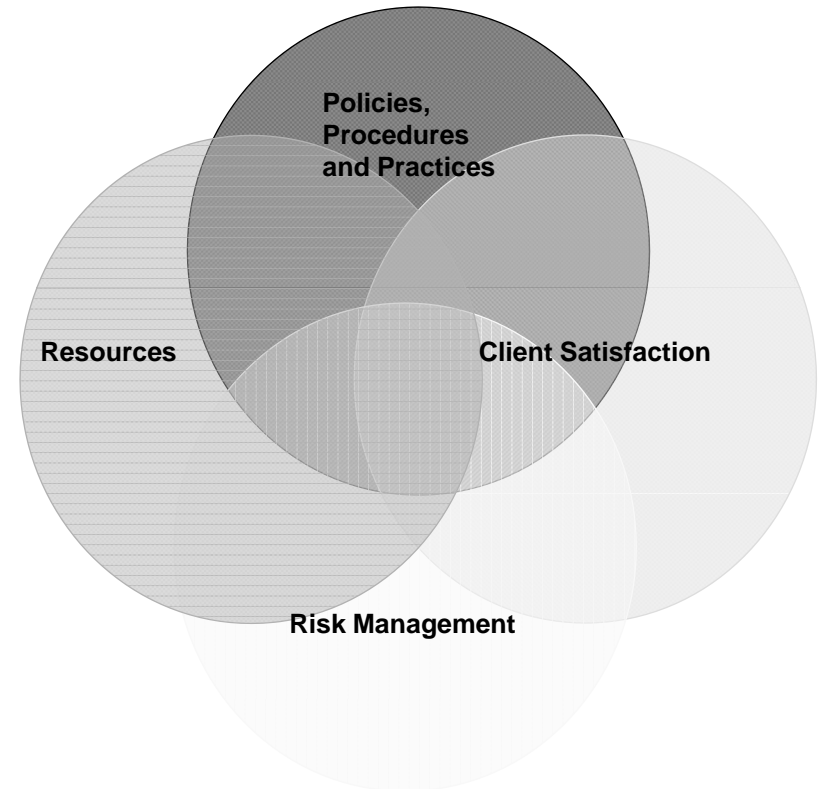 Policies,
Procedures
and Practices
Resources
Client Satisfaction
Risk Management